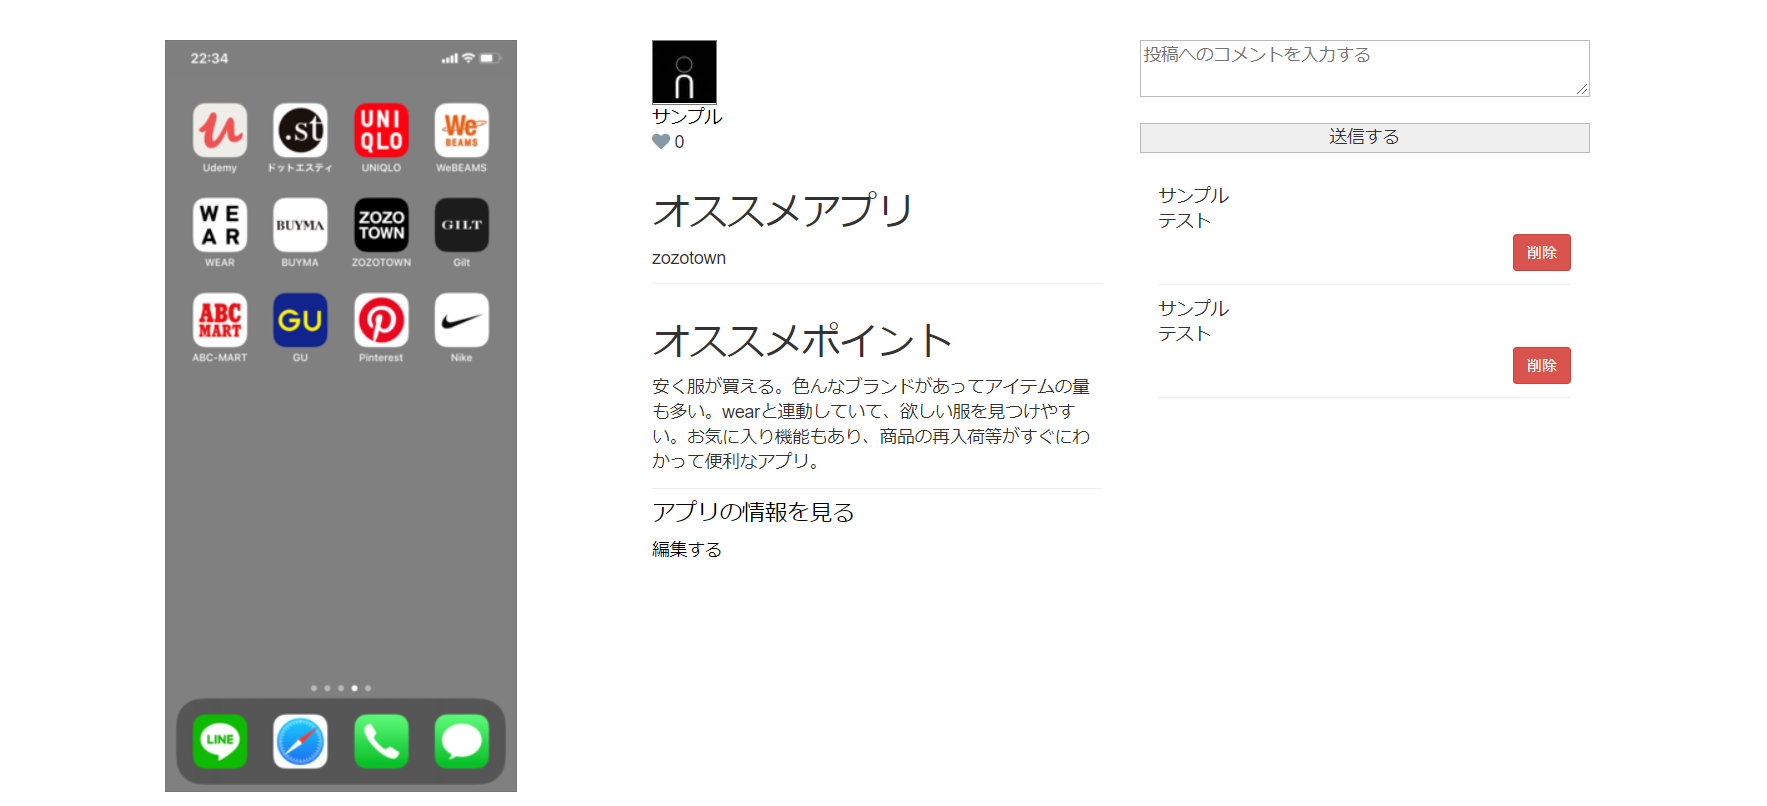 22:34
.st
UNI
QLO
We
BEAMS
Udemy
ドットエスティ
UNIQLO
WeBEAMS
W E
A R
BUYMA
ZOZO
TOWN
GILT
WEAR
BUYMA
ZOZOTOWN
Gilt
ABC
MART
GU
ABC-MART
GU
Pinterest
Nike
LINE
サンプル
0
オススメアプリ
zozotown
オススメポイント
安く服が買える。色んなブランドがあってアイテムの量
も多い。wearと連動していて、欲しい服を見つけやす
い。お気に入り機能もあり、商品の再入荷等がすぐにわ
かって便利なアプリ。
アプリの情報を見る
編集する
投稿へのコメントを入力する
送信する
サンプル
テスト
削除
サンプル
テスト
削除